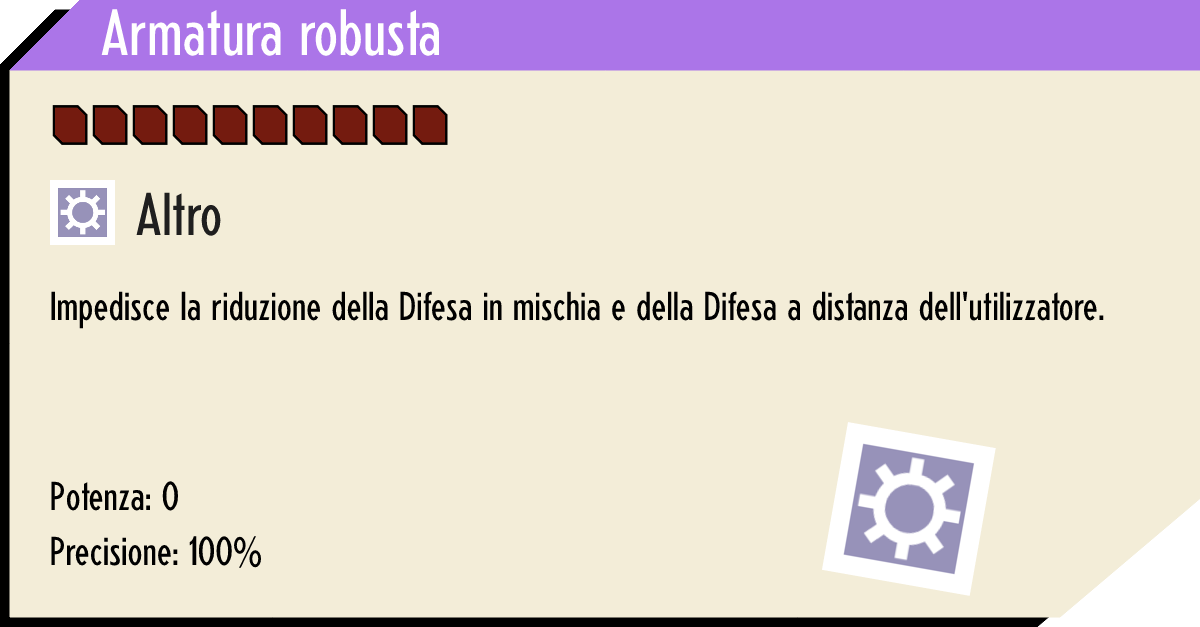 Armatura robusta
Altro
Impedisce la riduzione della Difesa in mischia e della Difesa a distanza dell'utilizzatore.
Potenza: 0
Precisione: 100%